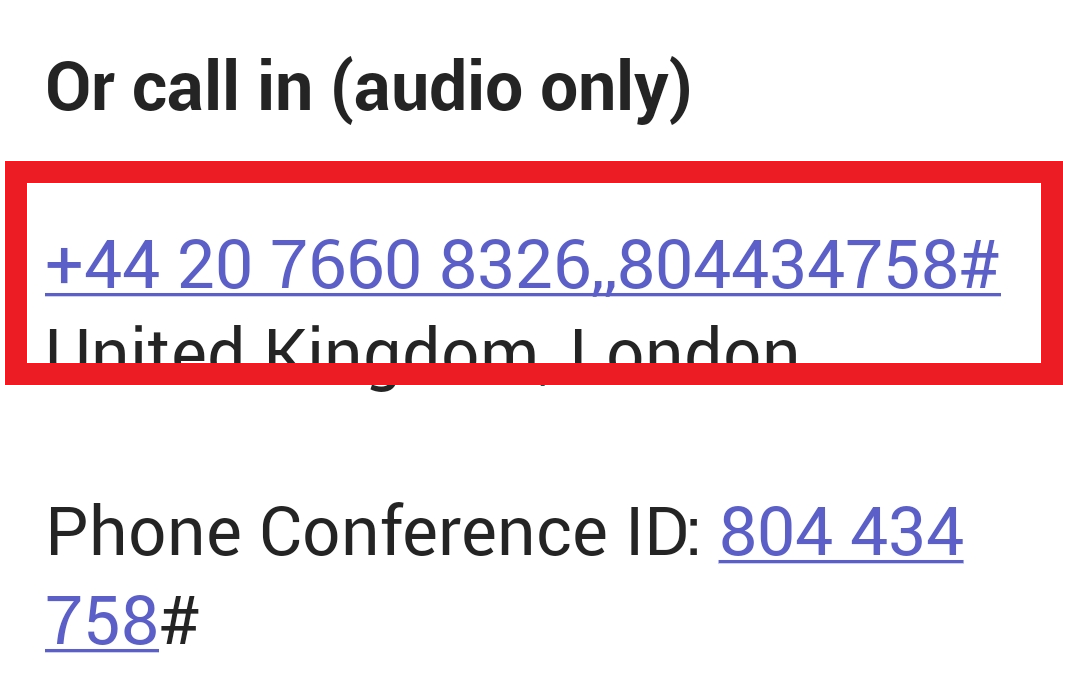 Or call in (audio only)
+44 20 7660 8326,,804434758#
United Kingdom, London
Phone Conference ID: 804 434
758#